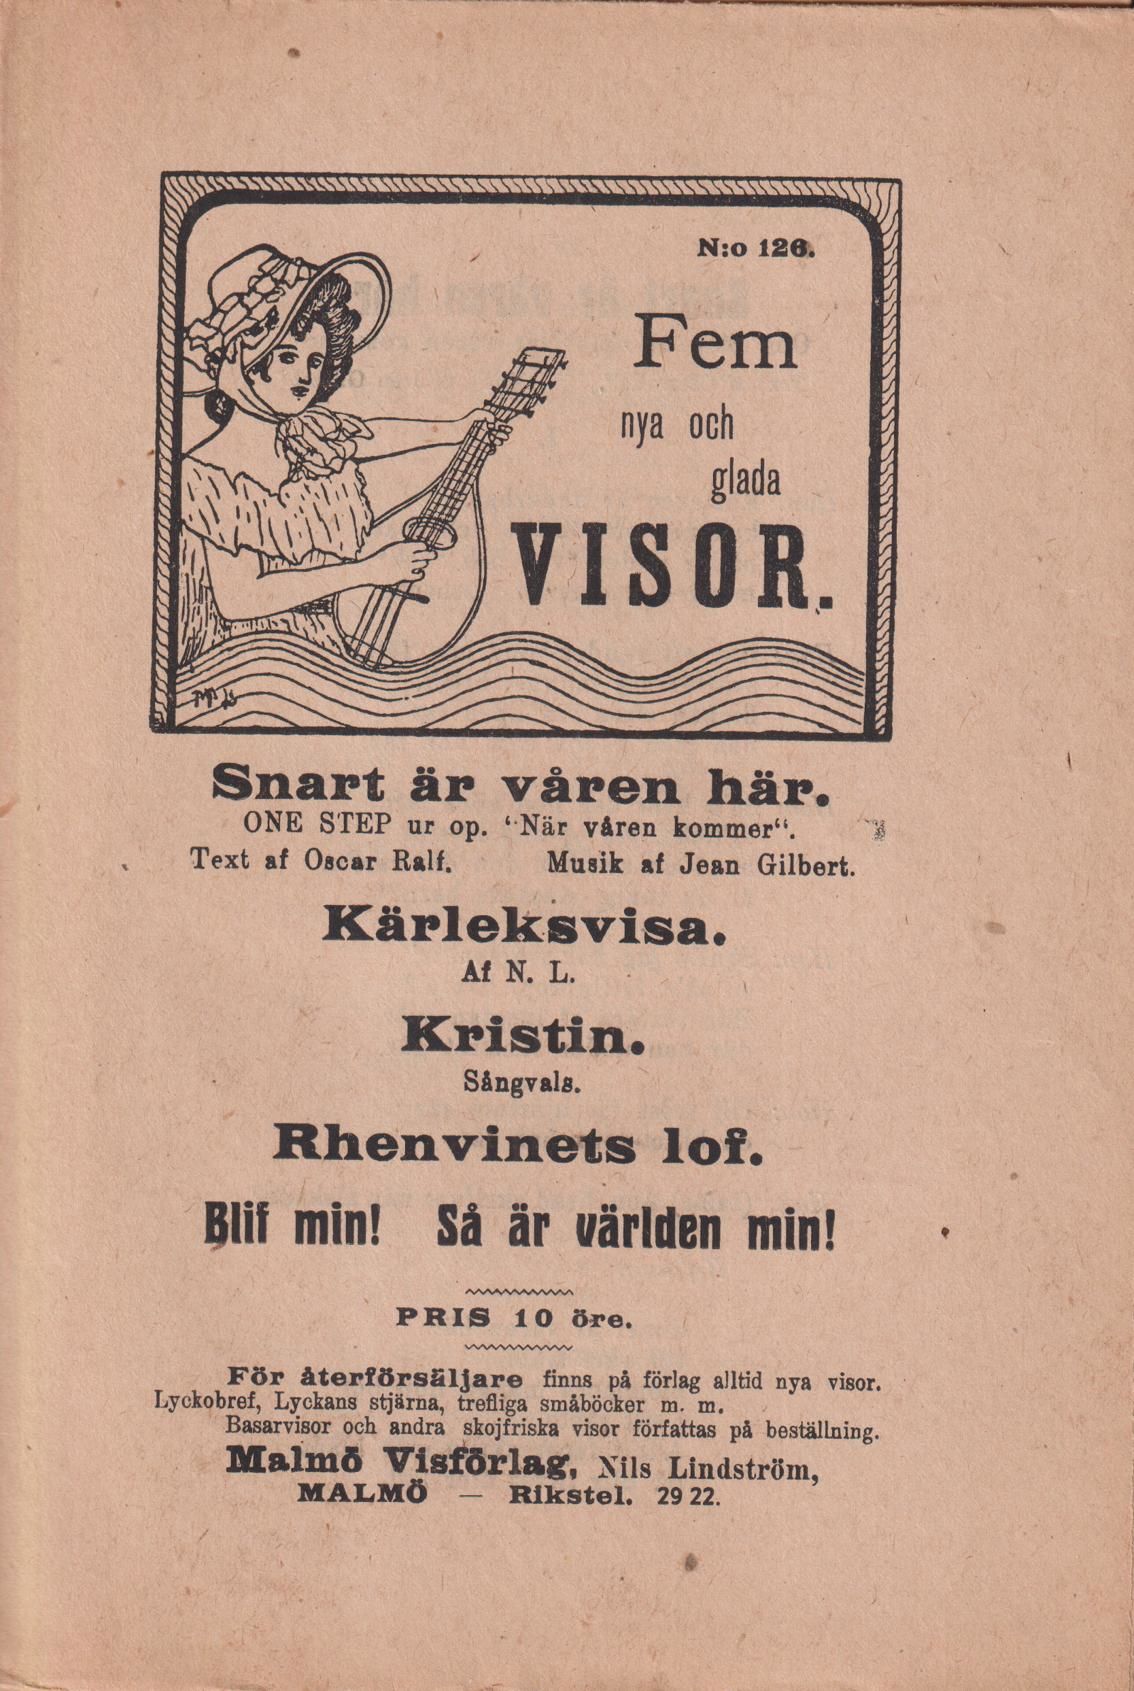 N:o 126.
Fem
nya och
glada
VISOR.
Snart är våren här.
ONE STEP ur op. "När våren kommer“.
Text af Oscar Ralf. Musik af Jean Gilbert.
Kärleksvisa.
Af N. L.
Kristin.
Sångvals.
Rhenvinets lof.
Blif min! Så är världen min!
PRIS 10 öre.
För återförsäljare finns på förlag alltid nya visor.
Lyckobref, Lyckans stjärna, trefliga småböcker m. m.
Basarvisor och andra skojfriska visor författas på beställning.
Malmö Visförlag, Nils Lindström,
MALMÖ — Rikstel. 29 22.